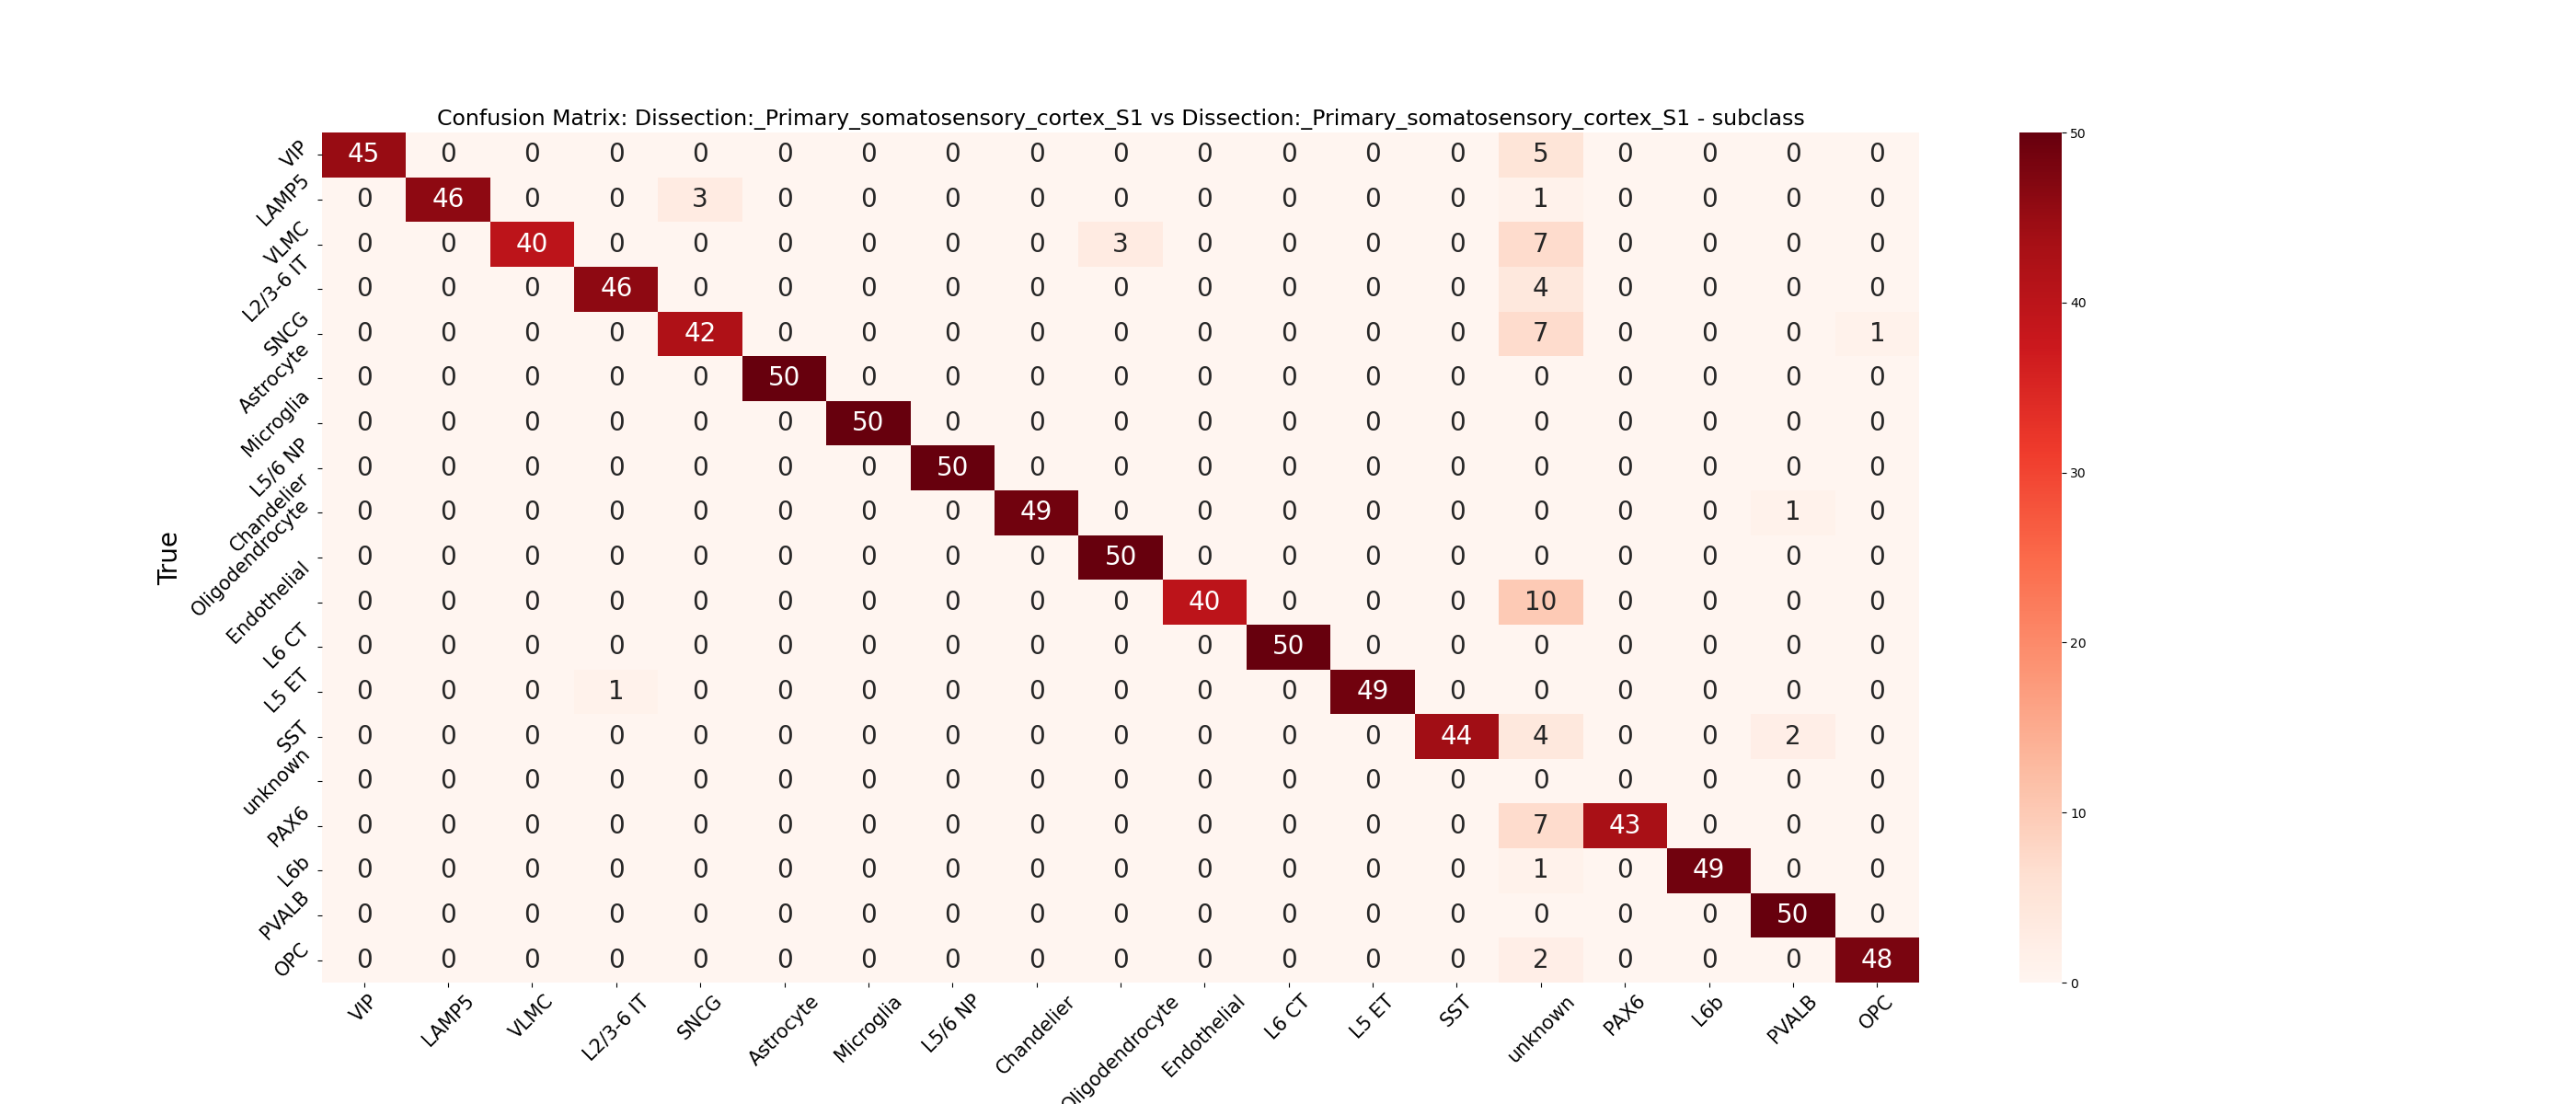 Confusion Matrix: Dissection:_Primary_somatosensory_cortex_S1 vs Dissection:_Primary_somatosensory_cortex_S1 - subclass
True
VIP 45 0 0 0 0 0 0 0 0 0 0 0 0 0 5 0 0 0 0
LAMP5 0 46 0 0 3 0 0 0 0 0 0 0 0 0 1 0 0 0 0
VLMC 0 0 40 0 0 0 0 0 0 3 0 0 0 0 7 0 0 0 0
L2/3-6 IT 0 0 0 46 0 0 0 0 0 0 0 0 0 0 4 0 0 0 0
SNCG 0 0 0 0 42 0 0 0 0 0 0 0 0 0 7 0 0 0 1
Astrocyte 0 0 0 0 0 50 0 0 0 0 0 0 0 0 0 0 0 0 0
Microglia 0 0 0 0 0 0 50 0 0 0 0 0 0 0 0 0 0 0 0
L5/6 NP 0 0 0 0 0 0 0 50 0 0 0 0 0 0 0 0 0 0 0
Chandelier 0 0 0 0 0 0 0 0 49 0 0 0 0 0 0 0 0 1 0
Oligodendrocyte 0 0 0 0 0 0 0 0 0 50 0 0 0 0 0 0 0 0 0
Endothelial 0 0 0 0 0 0 0 0 0 0 40 0 0 0 10 0 0 0 0
L6 CT 0 0 0 0 0 0 0 0 0 0 0 50 0 0 0 0 0 0 0
L5 ET 0 0 0 1 0 0 0 0 0 0 0 0 49 0 0 0 0 0 0
SST 0 0 0 0 0 0 0 0 0 0 0 0 0 44 4 0 0 2 0
unknown 0 0 0 0 0 0 0 0 0 0 0 0 0 0 0 0 0 0 0
PAX6 0 0 0 0 0 0 0 0 0 0 0 0 0 0 7 43 0 0 0
L6b 0 0 0 0 0 0 0 0 0 0 0 0 0 0 1 0 49 0 0
PVALB 0 0 0 0 0 0 0 0 0 0 0 0 0 0 0 0 0 50 0
OPC 0 0 0 0 0 0 0 0 0 0 0 0 0 0 2 0 0 0 48
VIP LAMP5 VLMC L2/3-6 IT SNCG Astrocyte Microglia L5/6 NP Chandelier Oligodendrocyte Endothelial L6 CT L5 ET SST unknown PAX6 L6b PVALB OPC
50
40
30
20
10
0